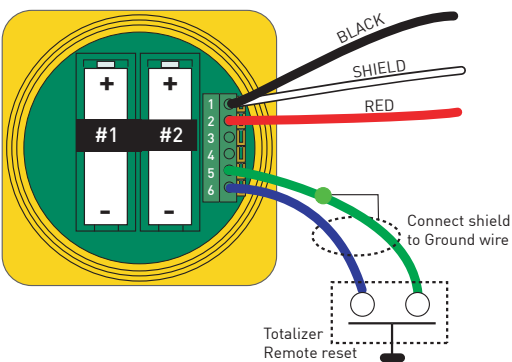 BLACK
SHIELD
RED
+ +
#1 #2
- -
1
2
3
4
5
6
Connect shield
to Ground wire
Totalizer
Remote reset